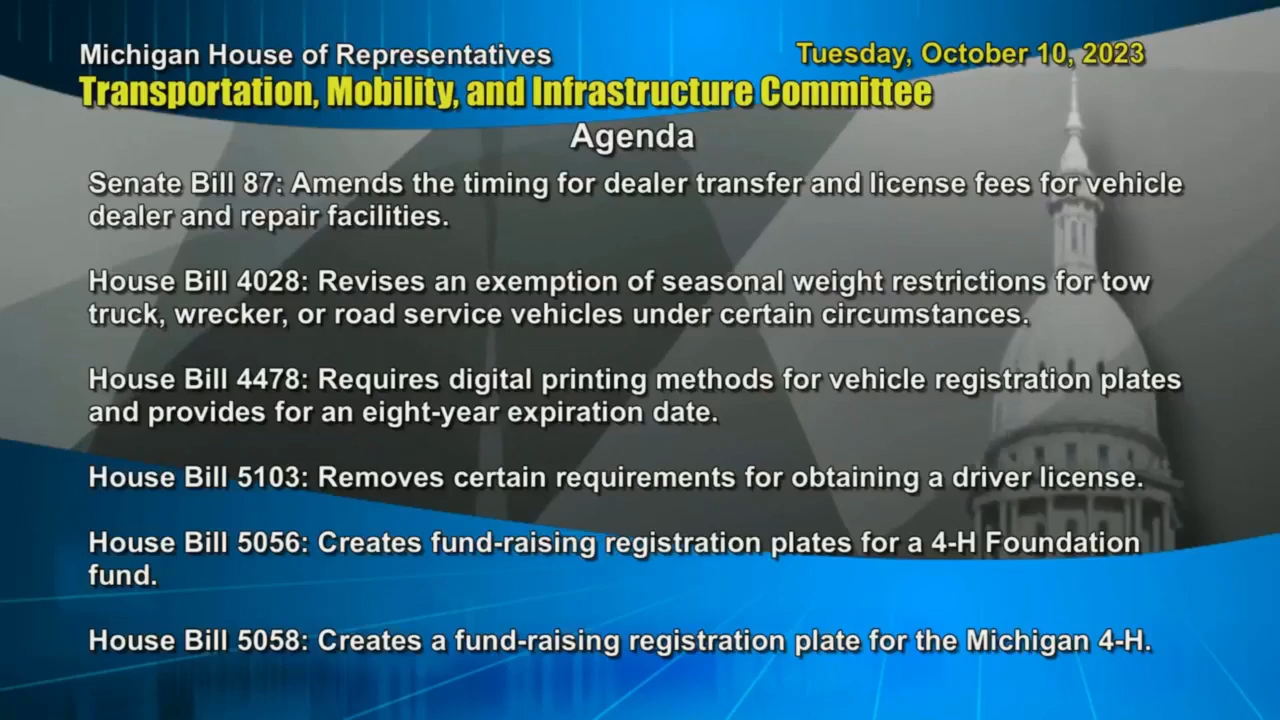 Michigan House of Representatives
Tuesday, October 10, 2023
Transportation, Mobility, and Infrastructure Committee
Agenda
Senate Bill 87: Amends the timing for dealer transfer and license fees for vehicle
dealer and repair facilities.
House Bill 4028: Revises an exemption of seasonal weight restrictions for tow
truck, wrecker, or road service vehicles under certain circumstances.
House Bill 4478: Requires digital printing methods for vehicle registration plates
and provides for an eight-year expiration date.
House Bill 5103: Removes certain requirements for obtaining a driver license.
House Bill 5056: Creates fund-raising registration plates for a 4-H Foundation
fund.
House Bill 5058: Creates a fund-raising registration plate for the Michigan 4-H.